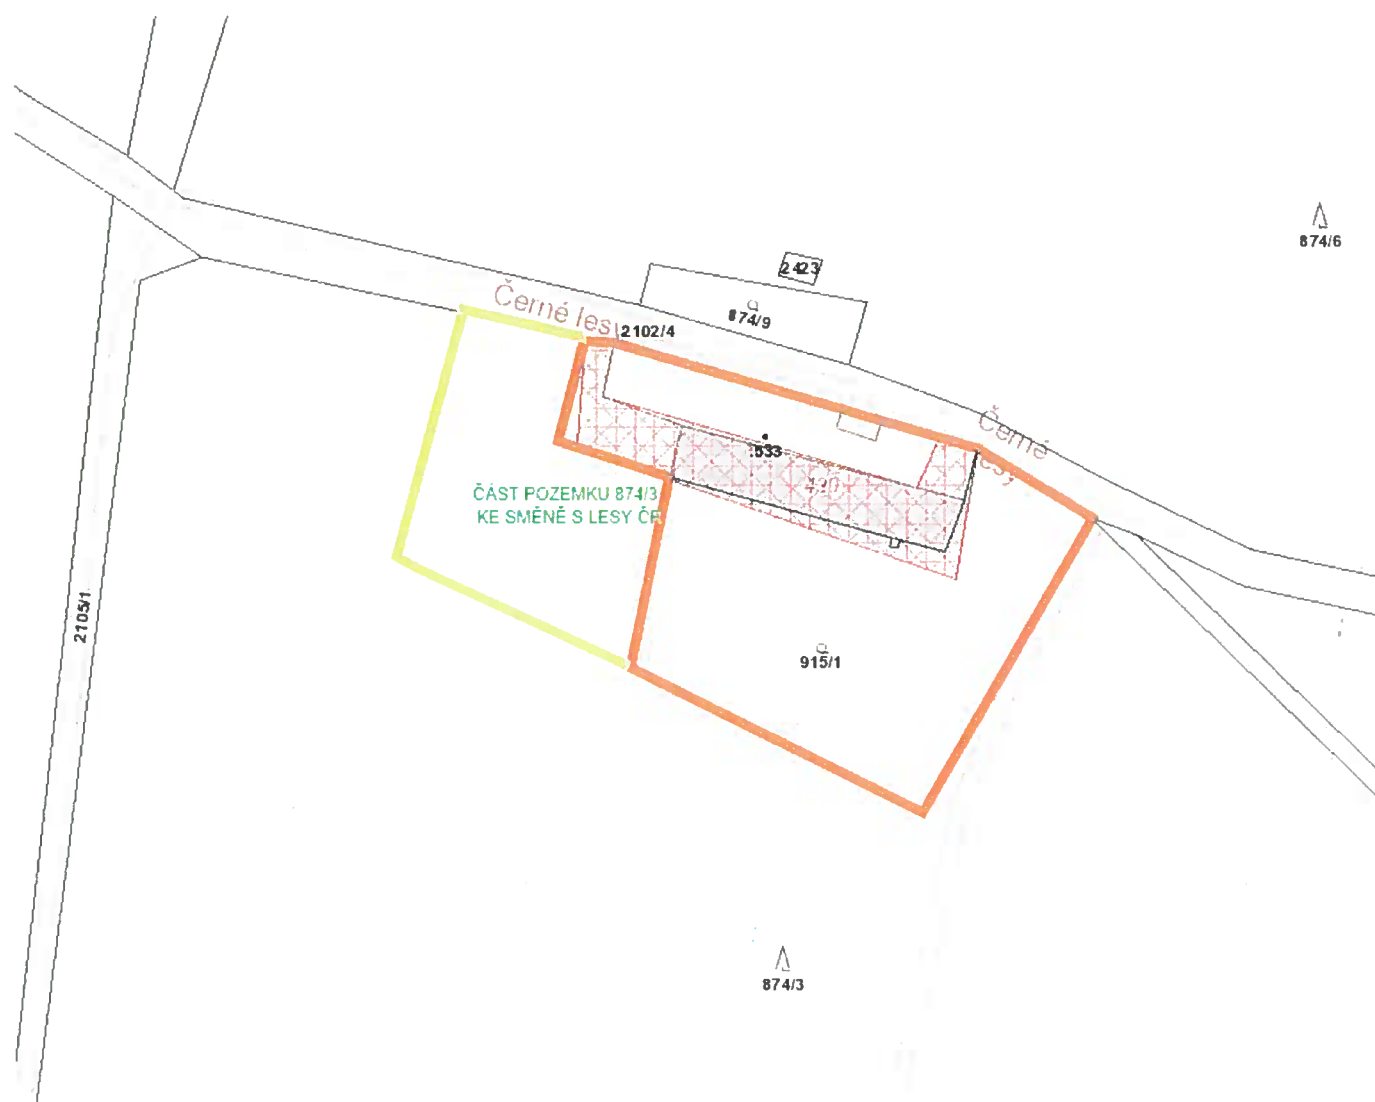 874/6
2423
874/9
Černé lesy
2102/4
Černé
lesy
533
490
ČÁST POZEMKU 874/3
KE SMĚNĚ S LESY ČR
2105/1
915/1
874/3